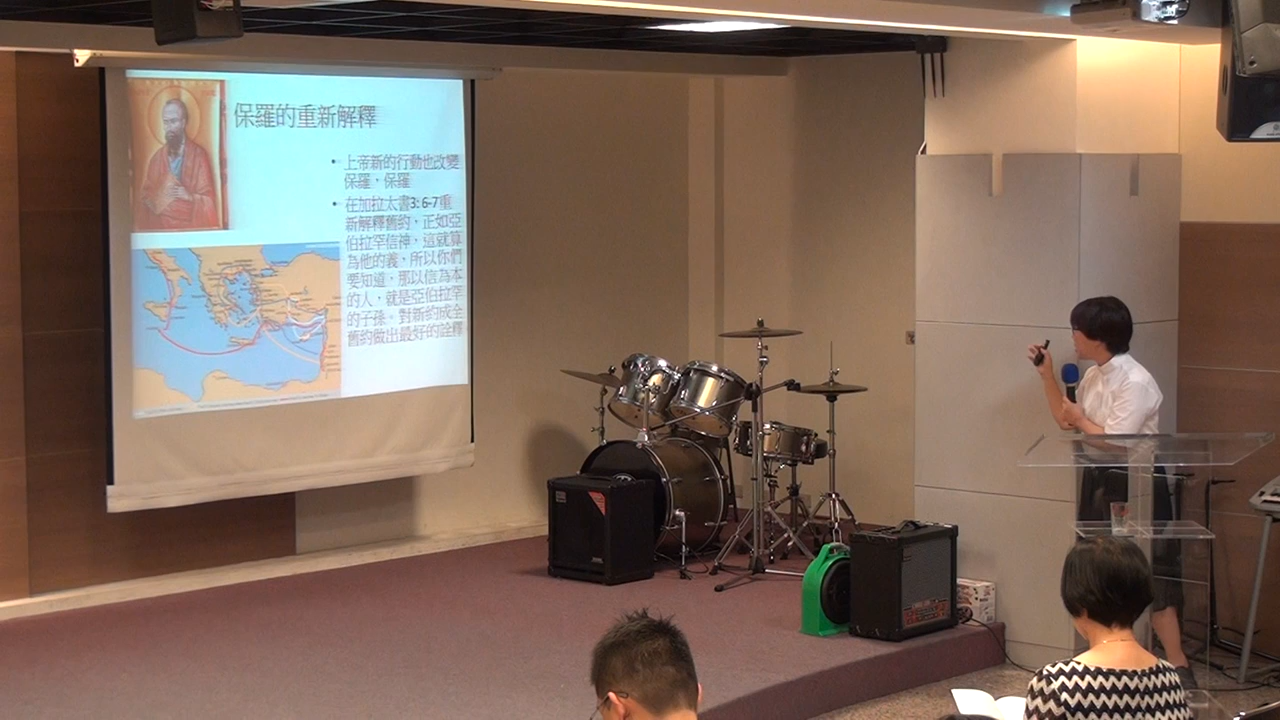 保羅的重新解釋
• 上帝新的行動也改變
保羅，保羅
• 在加拉太書3: 6-7重
新解釋舊約，正如亞
伯拉罕信神，這就算
為他的義，所以你們
要知道，那以信為本
的人，就是亞伯拉罕
的子孫。對新約成全
舊約做出最好的詮釋